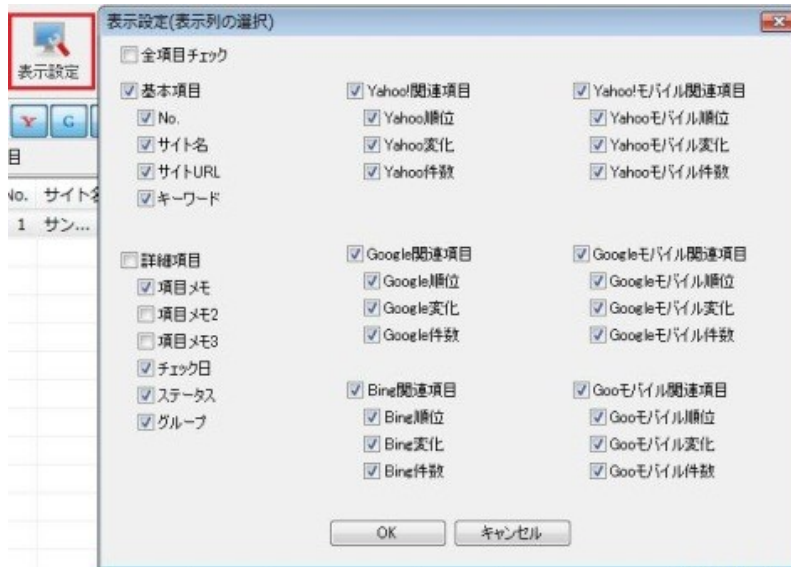 表示設定(表示列の選択)
表示設定
全項目チェック
基本項目
No.
サイト名
サイトURL
キーワード
Yahoo!関連項目
Yahoo順位
Yahoo変化
Yahoo件数
Yahoo!モバイル関連項目
Yahooモバイル順位
Yahooモバイル変化
Yahooモバイル件数
詳細項目
項目メモ
項目メモ2
項目メモ3
チェック日
ステータス
グループ
Google関連項目
Google順位
Google変化
Google件数
Googleモバイル関連項目
Googleモバイル順位
Googleモバイル変化
Googleモバイル件数
Bing関連項目
Bing順位
Bing変化
Bing件数
Gooモバイル関連項目
Gooモバイル順位
Gooモバイル変化
Gooモバイル件数
OK キャンセル
Y G
目
No. サイト名
1 サン...